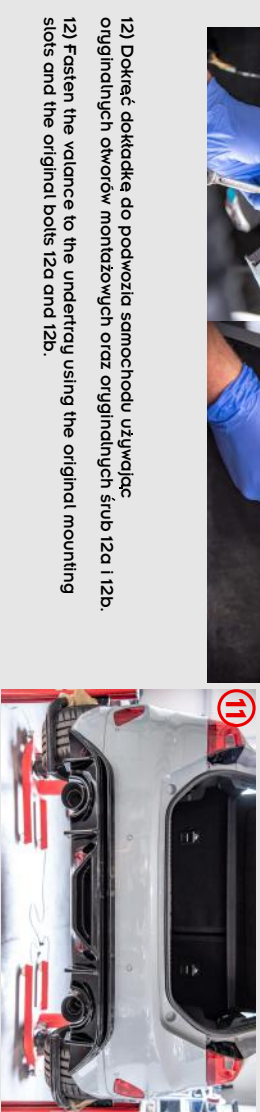 12) Dokręć dokładkę do podwozia samochodu używając
oryginalnych otworów montażowych oraz oryginalnych śrub 12a i 12b.
12) Fasten the valance to the undertray using the original mounting
slots and the original bolts 12a and 12b.
11